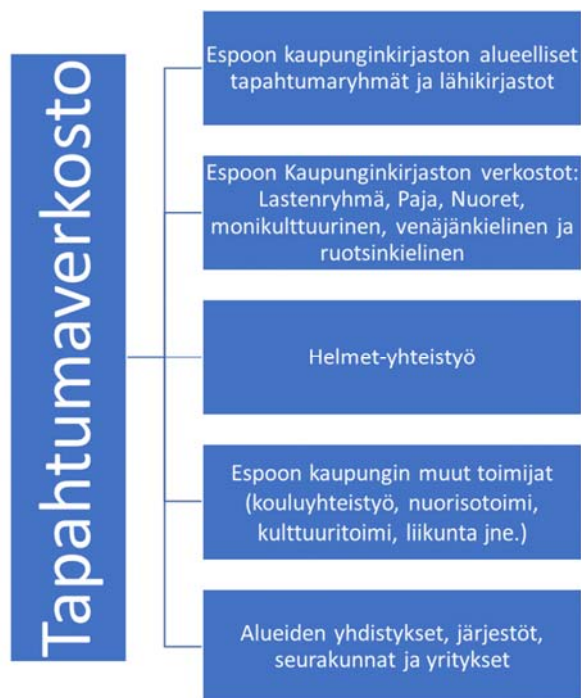 Tapahtumaverkosto
Espoon kaupunginkirjaston alueelliset
tapahtumaryhmät ja lähikirjastot
Espoon Kaupunginkirjaston verkostot:
Lastenryhmä, Paja, Nuoret,
monikulttuurinen, venäjänkielinen ja
ruotsinkielinen
Helmet-yhteistyö
Espoon kaupungin muut toimijat
(kouluyhteistyö, nuorisotoimi,
kulttuuritoimi, liikunta jne.)
Alueiden yhdistykset, järjestöt,
seurakunnat ja yritykset